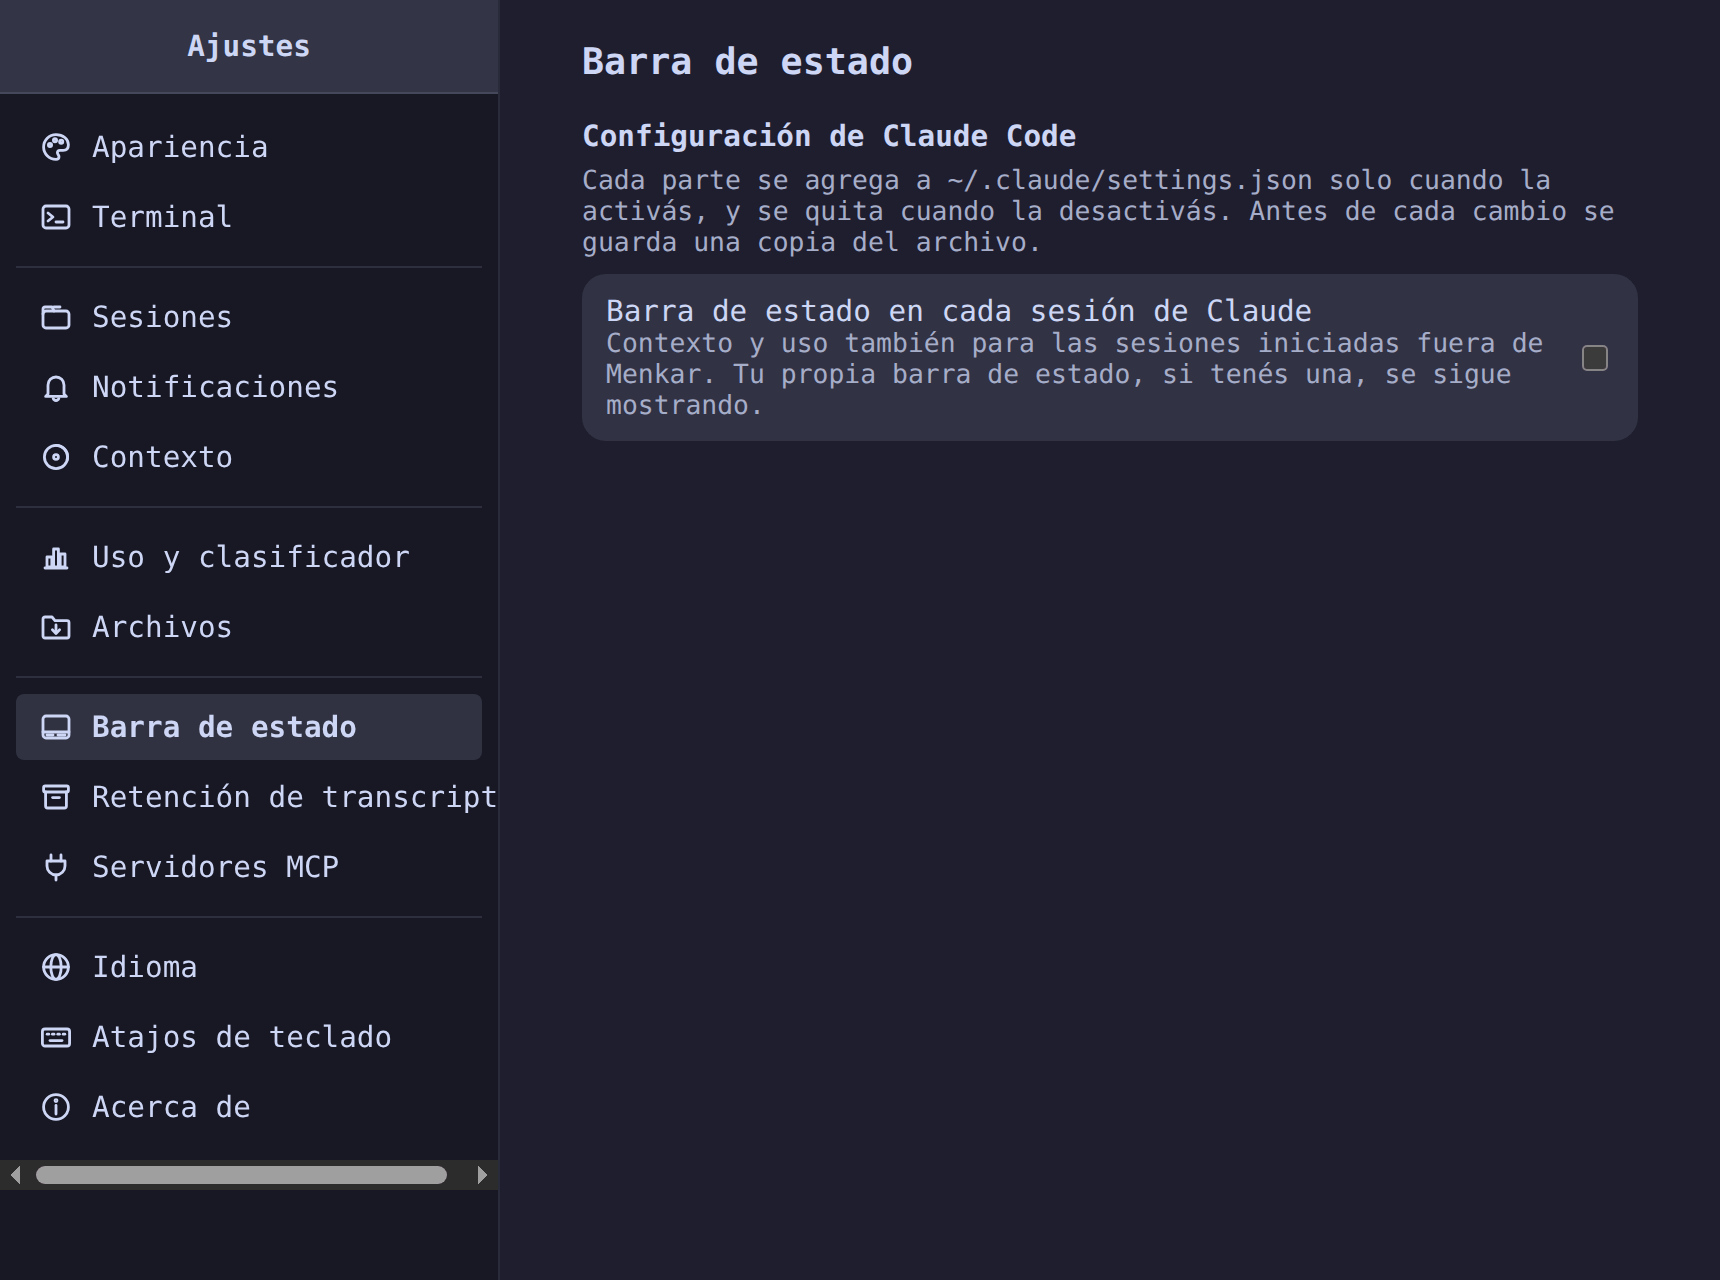 Ajustes
Apariencia
Terminal
Sesiones
Notificaciones
Contexto
Uso y clasificador
Archivos
Barra de estado
Retención de transcript
Servidores MCP
Idioma
Atajos de teclado
Acerca de
Barra de estado
Configuración de Claude Code
Cada parte se agrega a ~/.claude/settings.json solo cuando la
activás, y se quita cuando la desactivás. Antes de cada cambio se
guarda una copia del archivo.
Barra de estado en cada sesión de Claude
Contexto y uso también para las sesiones iniciadas fuera de
Menkar. Tu propia barra de estado, si tenés una, se sigue
mostrando.